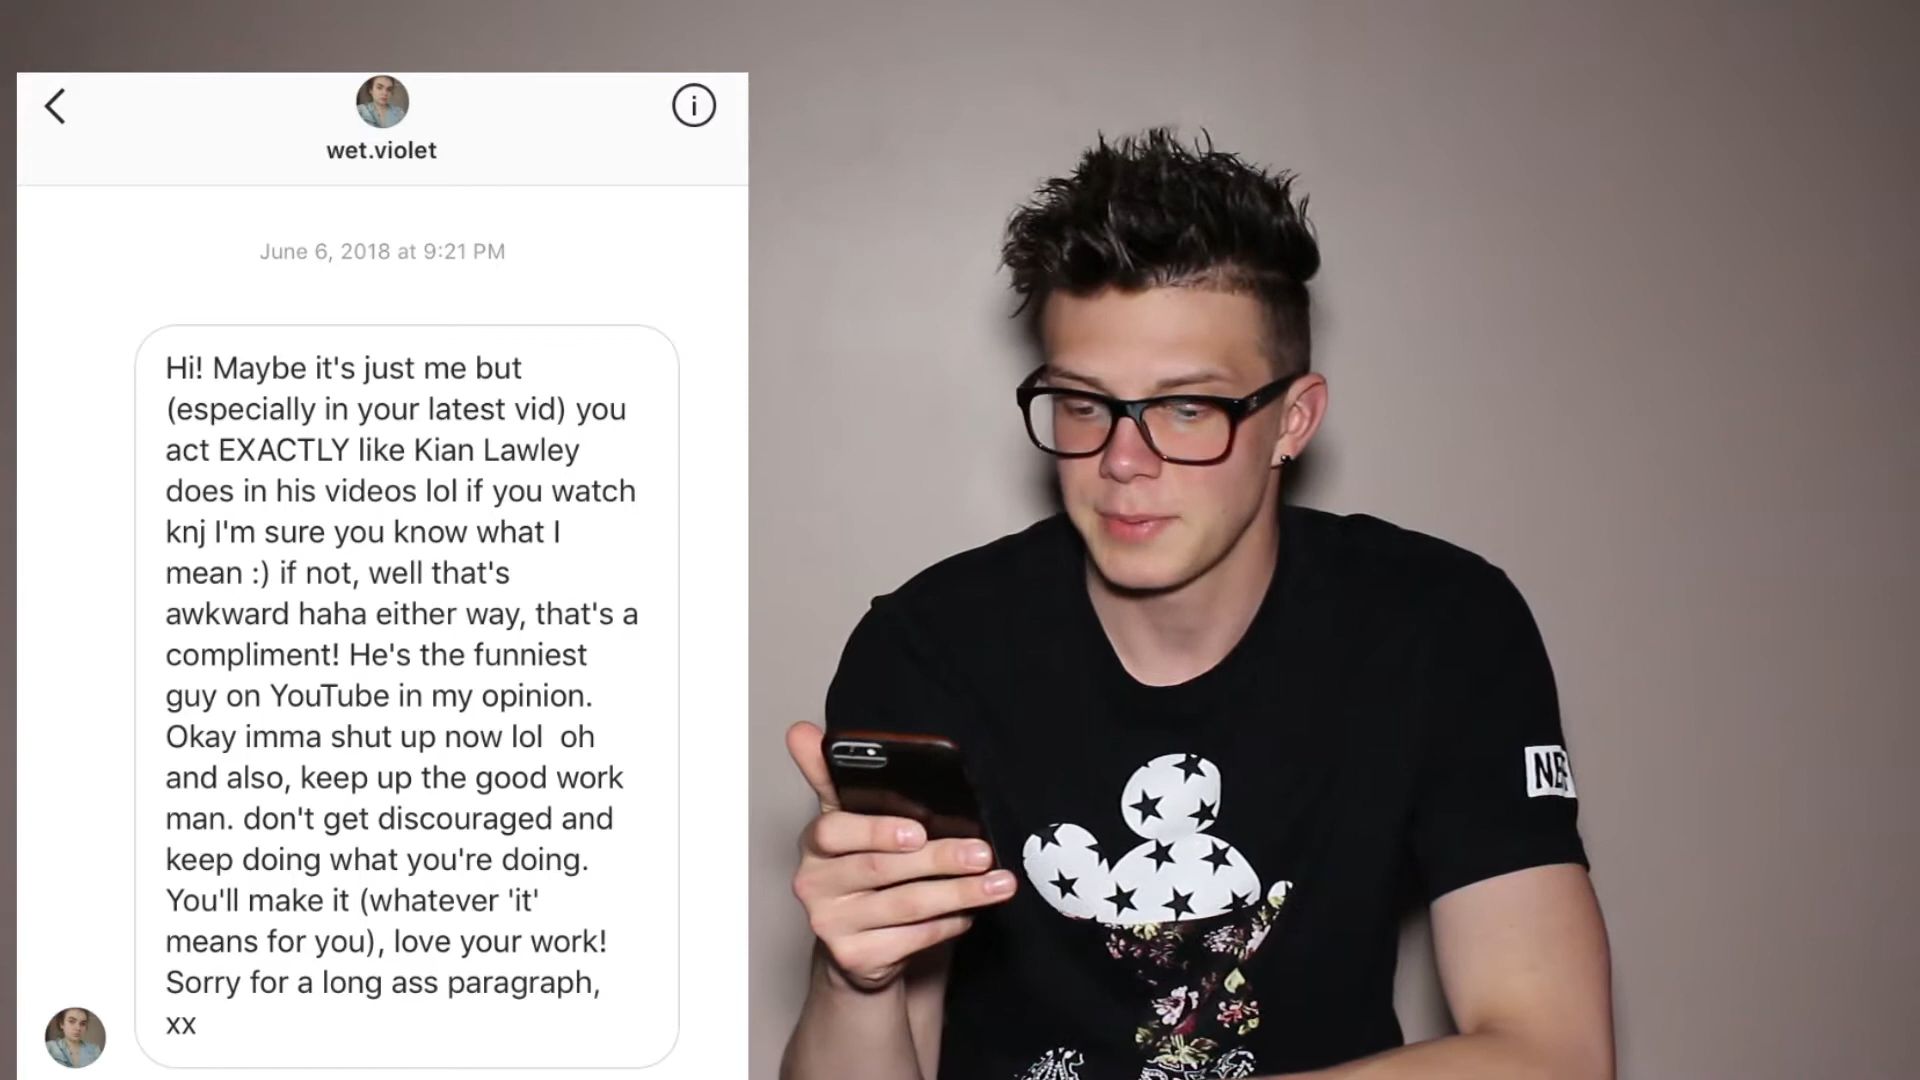 wet.violet
June 6, 2018 at 9:21 PM
Hi! Maybe it's just me but
(especially in your latest vid) you
act EXACTLY like Kian Lawley
does in his videos lol if you watch
knj I'm sure you know what I
mean :) if not, well that's
awkward haha either way, that's a
compliment! He's the funniest
guy on YouTube in my opinion.
Okay imma shut up now lol  oh
and also, keep up the good work
man. don't get discouraged and
keep doing what you're doing.
You'll make it (whatever 'it'
means for you), love your work!
Sorry for a long ass paragraph,
xx